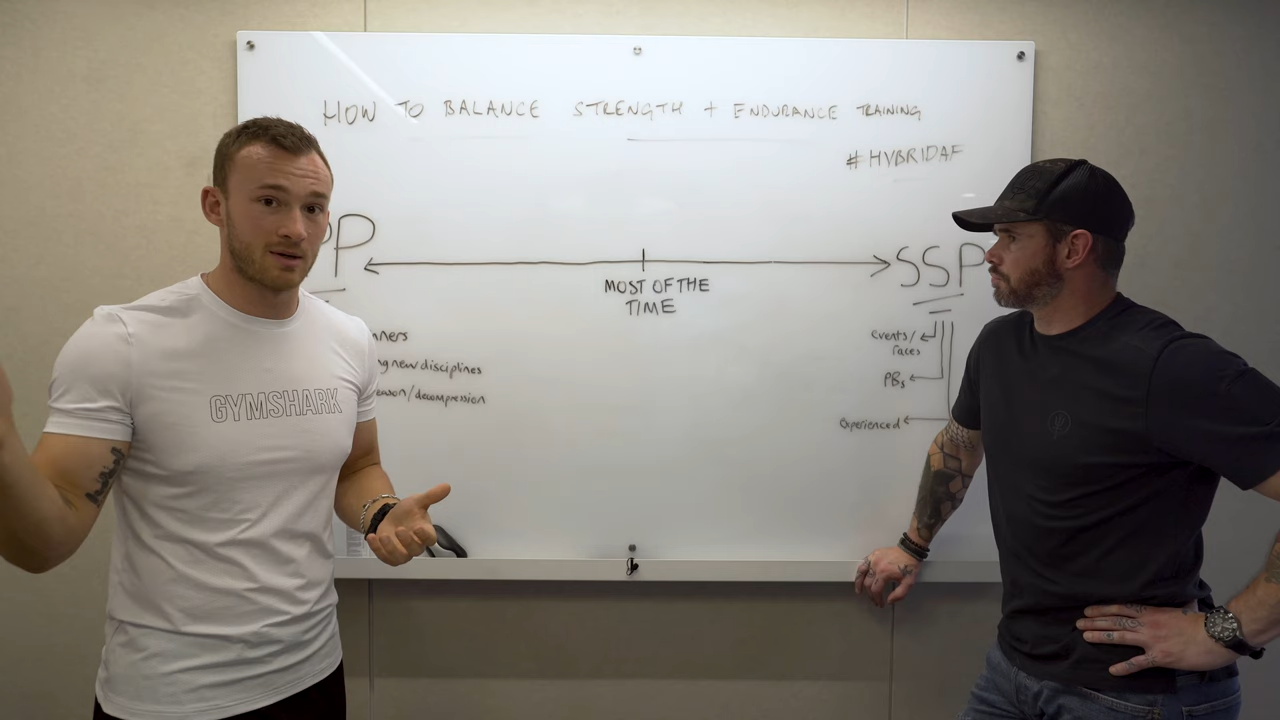 HOW TO BALANCE STRENGTH + ENDURANCE TRAINING
#HYBRIDAF
PP
SSP
MOST OF THE
TIME
nners
ng new disciplines
eason/decompression
Events/
races
PBs
Experienced
GYMSHARK